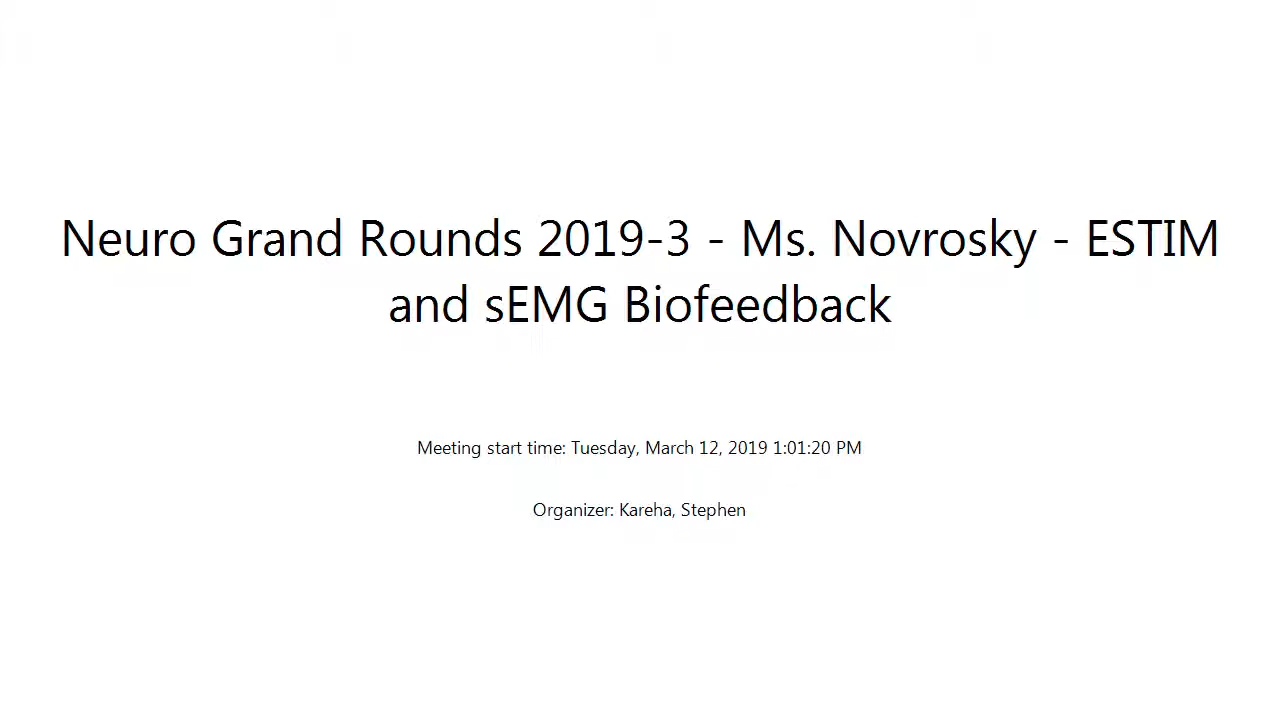 Neuro Grand Rounds 2019-3 - Ms. Novrosky - ESTIM
and sEMG Biofeedback
Meeting start time: Tuesday, March 12, 2019 1:01:20 PM
Organizer: Kareha, Stephen